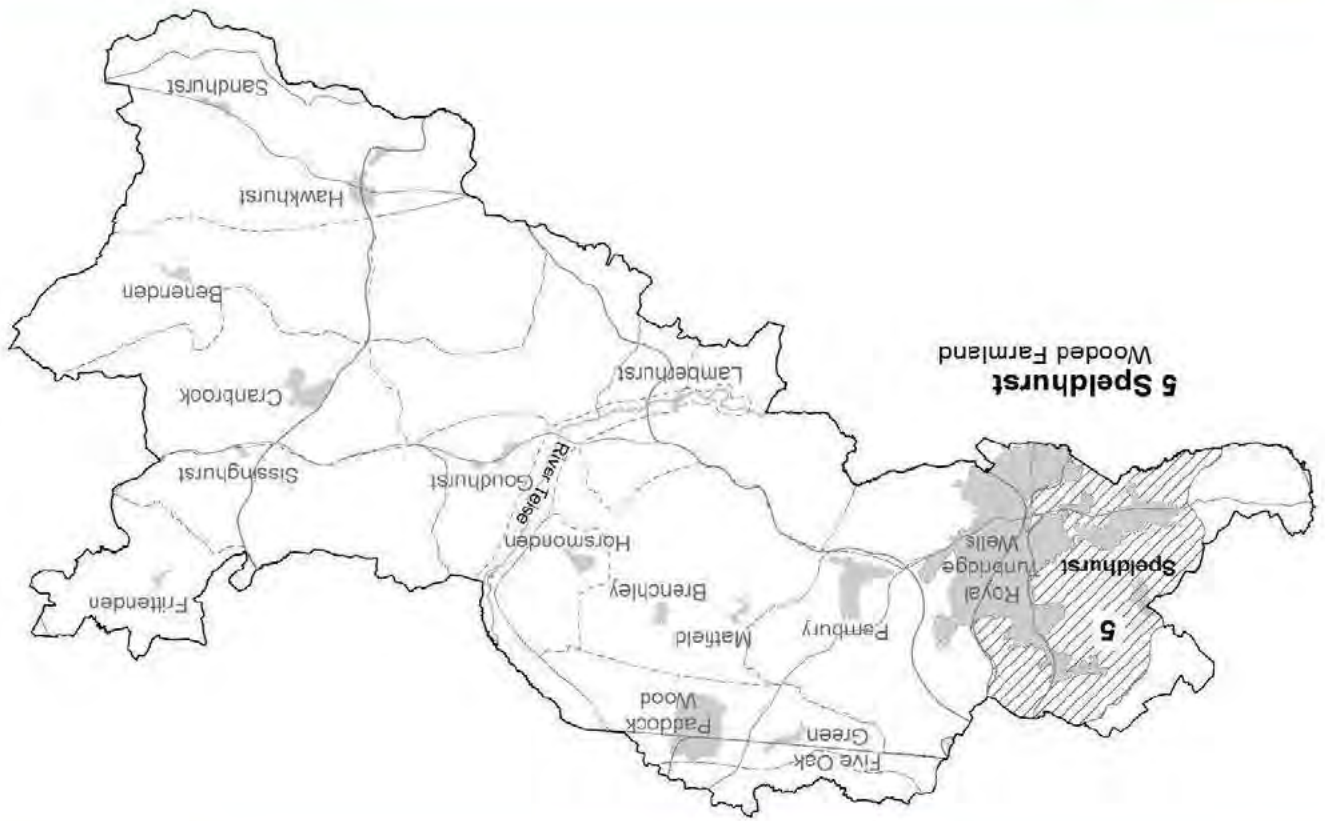 Five Oak
Green
Paddock
Wood
5
Pembury
Matfield
Brenchley
Frittenden
Royal
Tunbridge
Wells
Speldhurst
Horsmonden
River Teise
Goudhurst
Sissinghurst
Cranbrook
5 Speldhurst
Wooded Farmland
Lamberhurst
Benenden
Hawkhurst
Sandhurst